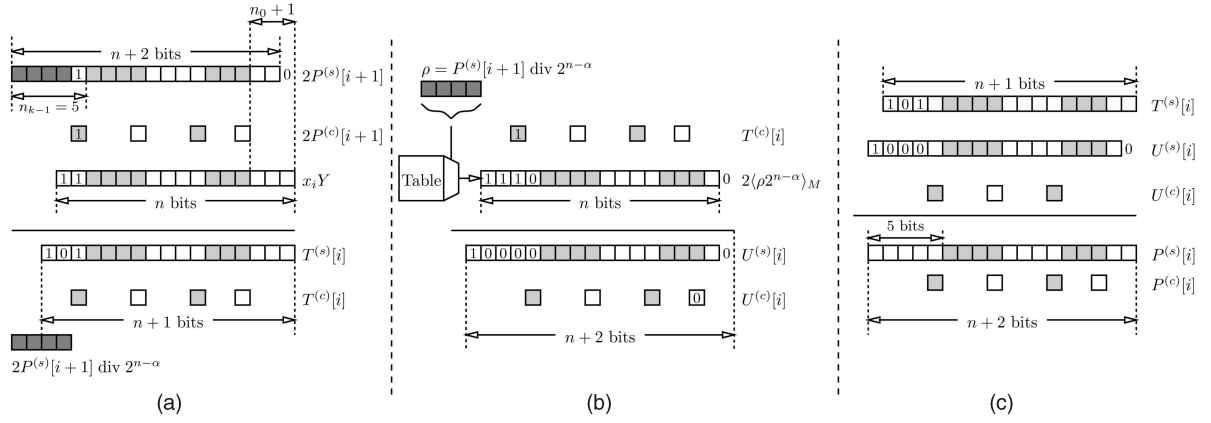 n₀ + 1
n + 2 bits
1
0
2P⁽ˢ⁾[i+1]
n_{k−1} = 5
1
2P⁽ᶜ⁾[i+1]
1 1
x_iY
n bits
1 0 1
T⁽ˢ⁾[i]
T⁽ᶜ⁾[i]
n + 1 bits
2P⁽ˢ⁾[i+1] div 2^{n−α}
(a)
ρ = P⁽ˢ⁾[i+1] div 2^{n−α}
1
T⁽ᶜ⁾[i]
Table
1 1 1 0
0
2⟨ρ2^{n−α}⟩_M
n bits
1 0 0 0 0
0
U⁽ˢ⁾[i]
0
U⁽ᶜ⁾[i]
n + 2 bits
(b)
n + 1 bits
1 0 1
T⁽ˢ⁾[i]
1 0 0 0
0
U⁽ˢ⁾[i]
U⁽ᶜ⁾[i]
5 bits
P⁽ˢ⁾[i]
P⁽ᶜ⁾[i]
n + 2 bits
(c)